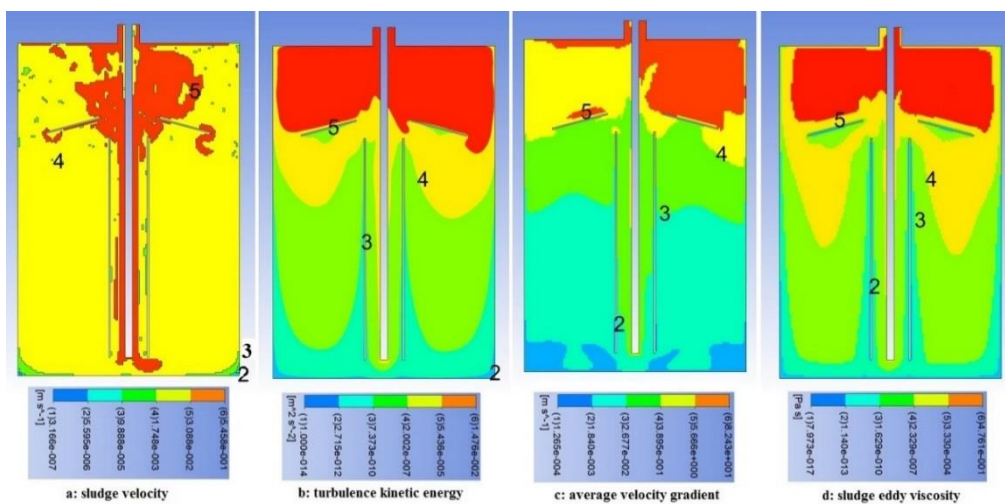 5
4
3
2
[m s^-1]
(1)3.166e-007
(2)5.595e-006
(3)9.888e-005
(4)1.748e-003
(5)3.088e-002
(6)5.458e-001
a: sludge velocity
5
4
3
2
[m^2 s^-2]
(1)1.000e-014
(2)2.715e-012
(3)7.373e-010
(4)2.002e-007
(5)5.436e-005
(6)1.476e-002
b: turbulence kinetic energy
5
4
3
2
[m s^-1]
(1)1.265e-004
(2)1.840e-003
(3)2.677e-002
(4)3.895e-001
(5)5.666e+000
(6)8.243e+001
c: average velocity gradient
5
4
3
2
[Pa s]
(1)7.973e-017
(2)1.140e-013
(3)1.629e-010
(4)2.329e-007
(5)3.330e-004
(6)4.761e-001
d: sludge eddy viscosity